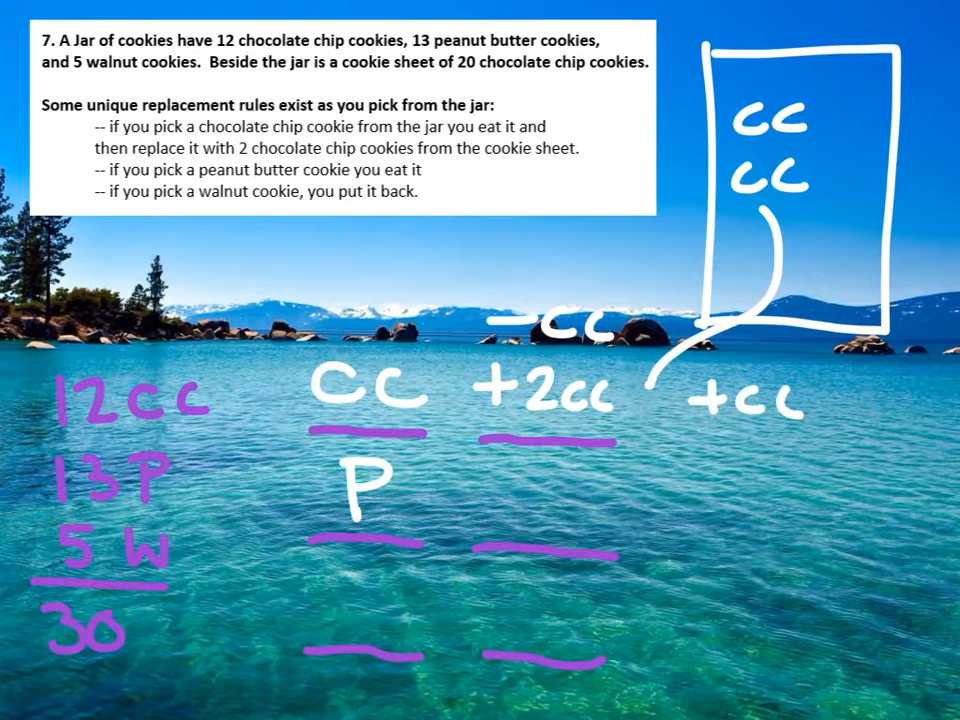 7. A Jar of cookies have 12 chocolate chip cookies, 13 peanut butter cookies,
and 5 walnut cookies.  Beside the jar is a cookie sheet of 20 chocolate chip cookies.
Some unique replacement rules exist as you pick from the jar:
-- if you pick a chocolate chip cookie from the jar you eat it and
then replace it with 2 chocolate chip cookies from the cookie sheet.
-- if you pick a peanut butter cookie you eat it
-- if you pick a walnut cookie, you put it back.
cc
cc
-cc
12cc cc +2cc +cc
13P P
5 W
30